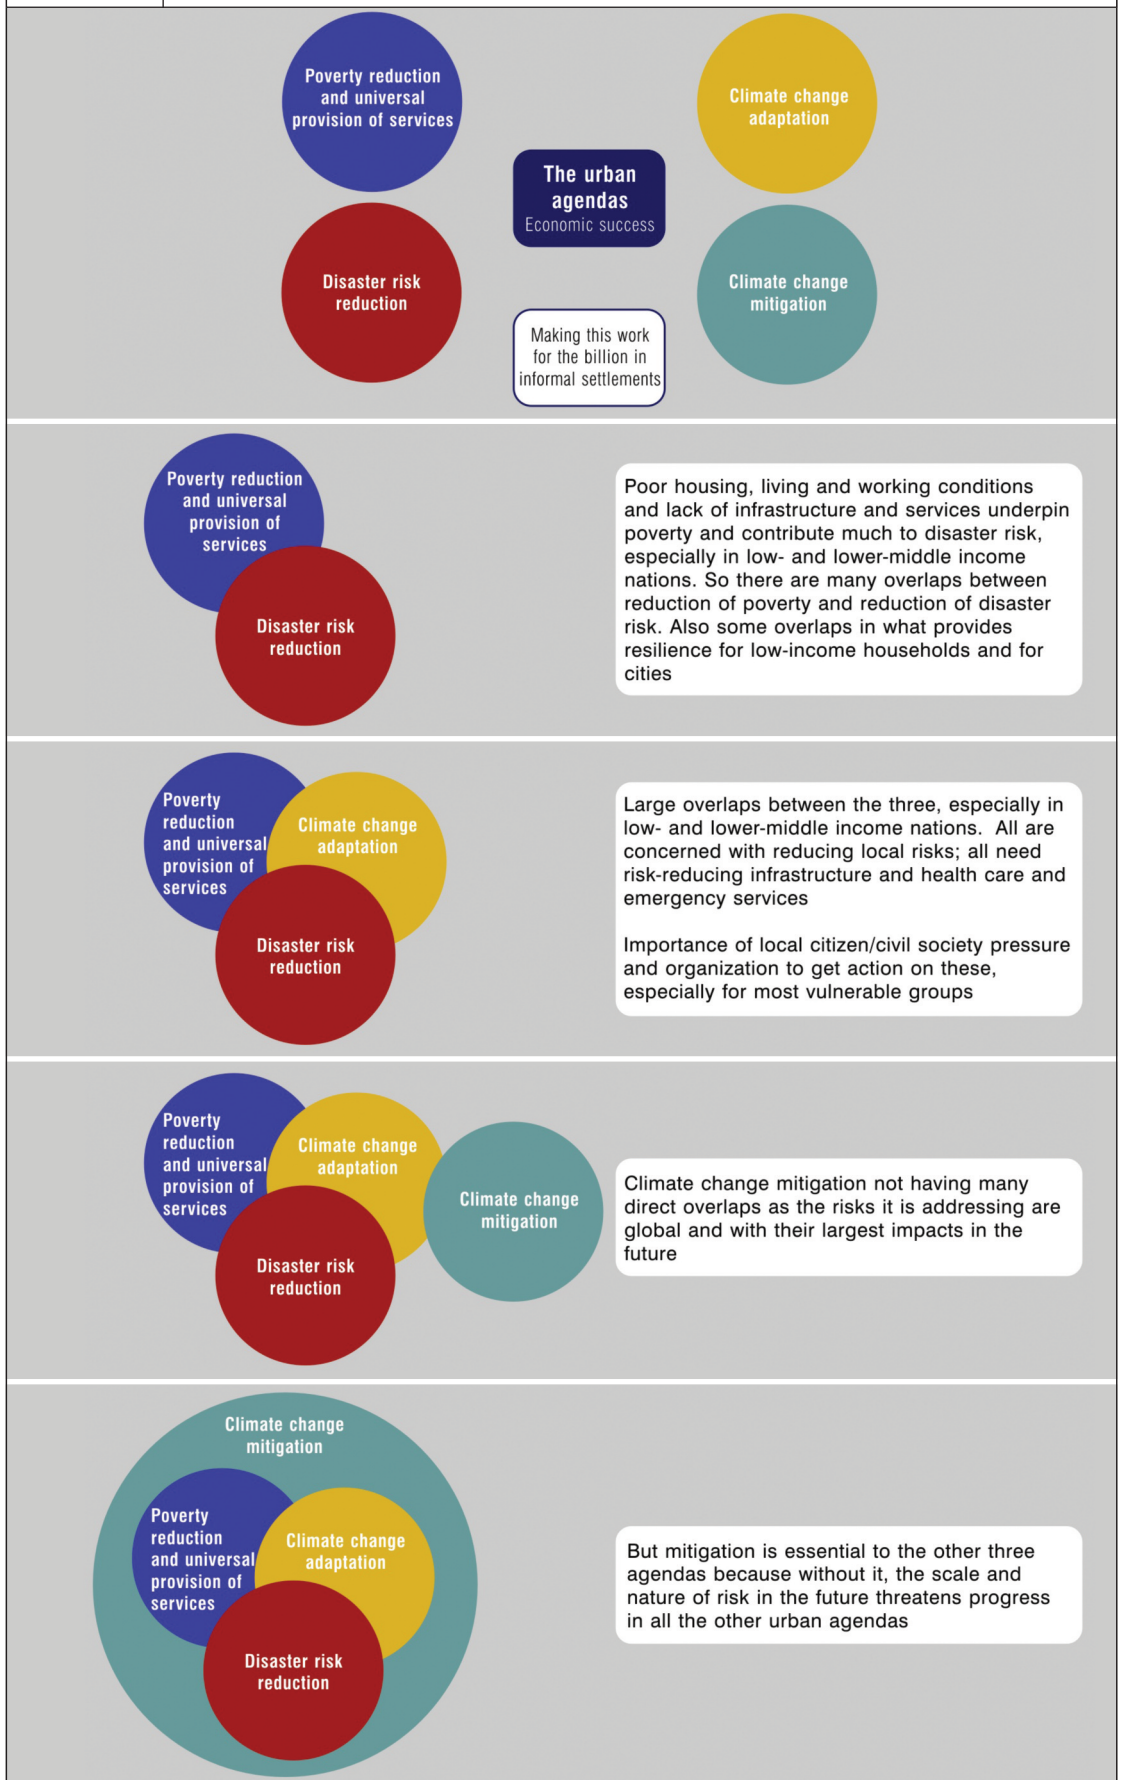 Poverty reduction
and universal
provision of services
Climate change
adaptation
The urban
agendas
Economic success
Disaster risk
reduction
Climate change
mitigation
Making this work
for the billion in
informal settlements
Poverty reduction
and universal
provision of
services
Disaster risk
reduction
Poor housing, living and working conditions
and lack of infrastructure and services underpin
poverty and contribute much to disaster risk,
especially in low- and lower-middle income
nations. So there are many overlaps between
reduction of poverty and reduction of disaster
risk. Also some overlaps in what provides
resilience for low-income households and for
cities
Poverty
reduction
and universal
provision of
services
Climate change
adaptation
Disaster risk
reduction
Large overlaps between the three, especially in
low- and lower-middle income nations. All are
concerned with reducing local risks; all need
risk-reducing infrastructure and health care and
emergency services
Importance of local citizen/civil society pressure
and organization to get action on these,
especially for most vulnerable groups
Poverty
reduction
and universal
provision of
services
Climate change
adaptation
Disaster risk
reduction
Climate change
mitigation
Climate change mitigation not having many
direct overlaps as the risks it is addressing are
global and with their largest impacts in the
future
Climate change
mitigation
Poverty
reduction
and universal
provision of
services
Climate change
adaptation
Disaster risk
reduction
But mitigation is essential to the other three
agendas because without it, the scale and
nature of risk in the future threatens progress
in all the other urban agendas